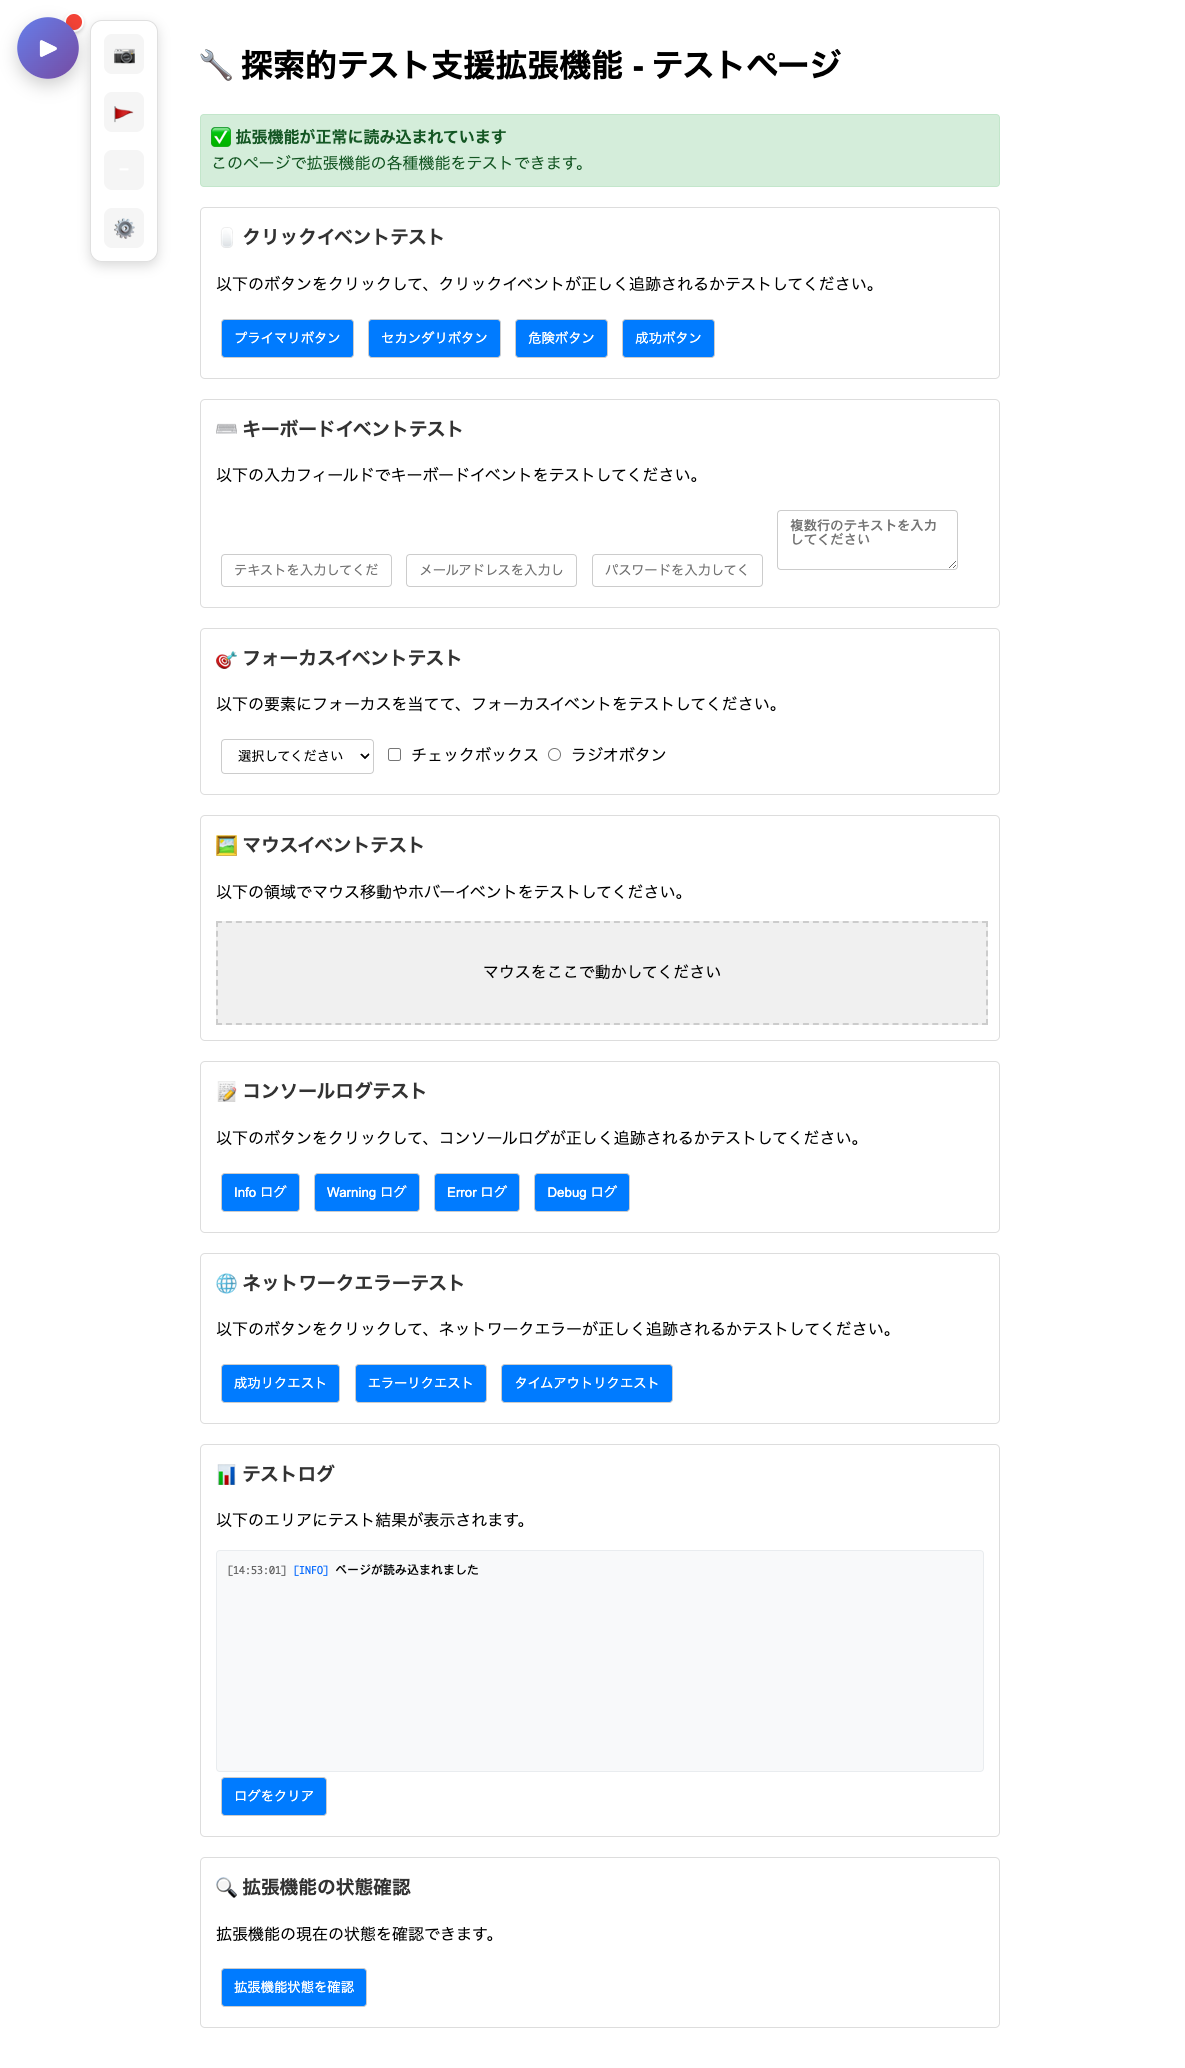 探索的テスト支援拡張機能 - テストページ
拡張機能が正常に読み込まれています
このページで拡張機能の各種機能をテストできます。
クリックイベントテスト
以下のボタンをクリックして、クリックイベントが正しく追跡されるかテストしてください。
プライマリボタン セカンダリボタン 危険ボタン 成功ボタン
キーボードイベントテスト
以下の入力フィールドでキーボードイベントをテストしてください。
複数行のテキストを入力
してください
テキストを入力してくだ メールアドレスを入力し パスワードを入力してく
フォーカスイベントテスト
以下の要素にフォーカスを当てて、フォーカスイベントをテストしてください。
選択してください チェックボックス ラジオボタン
マウスイベントテスト
以下の領域でマウス移動やホバーイベントをテストしてください。
マウスをここで動かしてください
コンソールログテスト
以下のボタンをクリックして、コンソールログが正しく追跡されるかテストしてください。
Info ログ Warning ログ Error ログ Debug ログ
ネットワークエラーテスト
以下のボタンをクリックして、ネットワークエラーが正しく追跡されるかテストしてください。
成功リクエスト エラーリクエスト タイムアウトリクエスト
テストログ
以下のエリアにテスト結果が表示されます。
[14:53:01] [INFO] ページが読み込まれました
ログをクリア
拡張機能の状態確認
拡張機能の現在の状態を確認できます。
拡張機能状態を確認